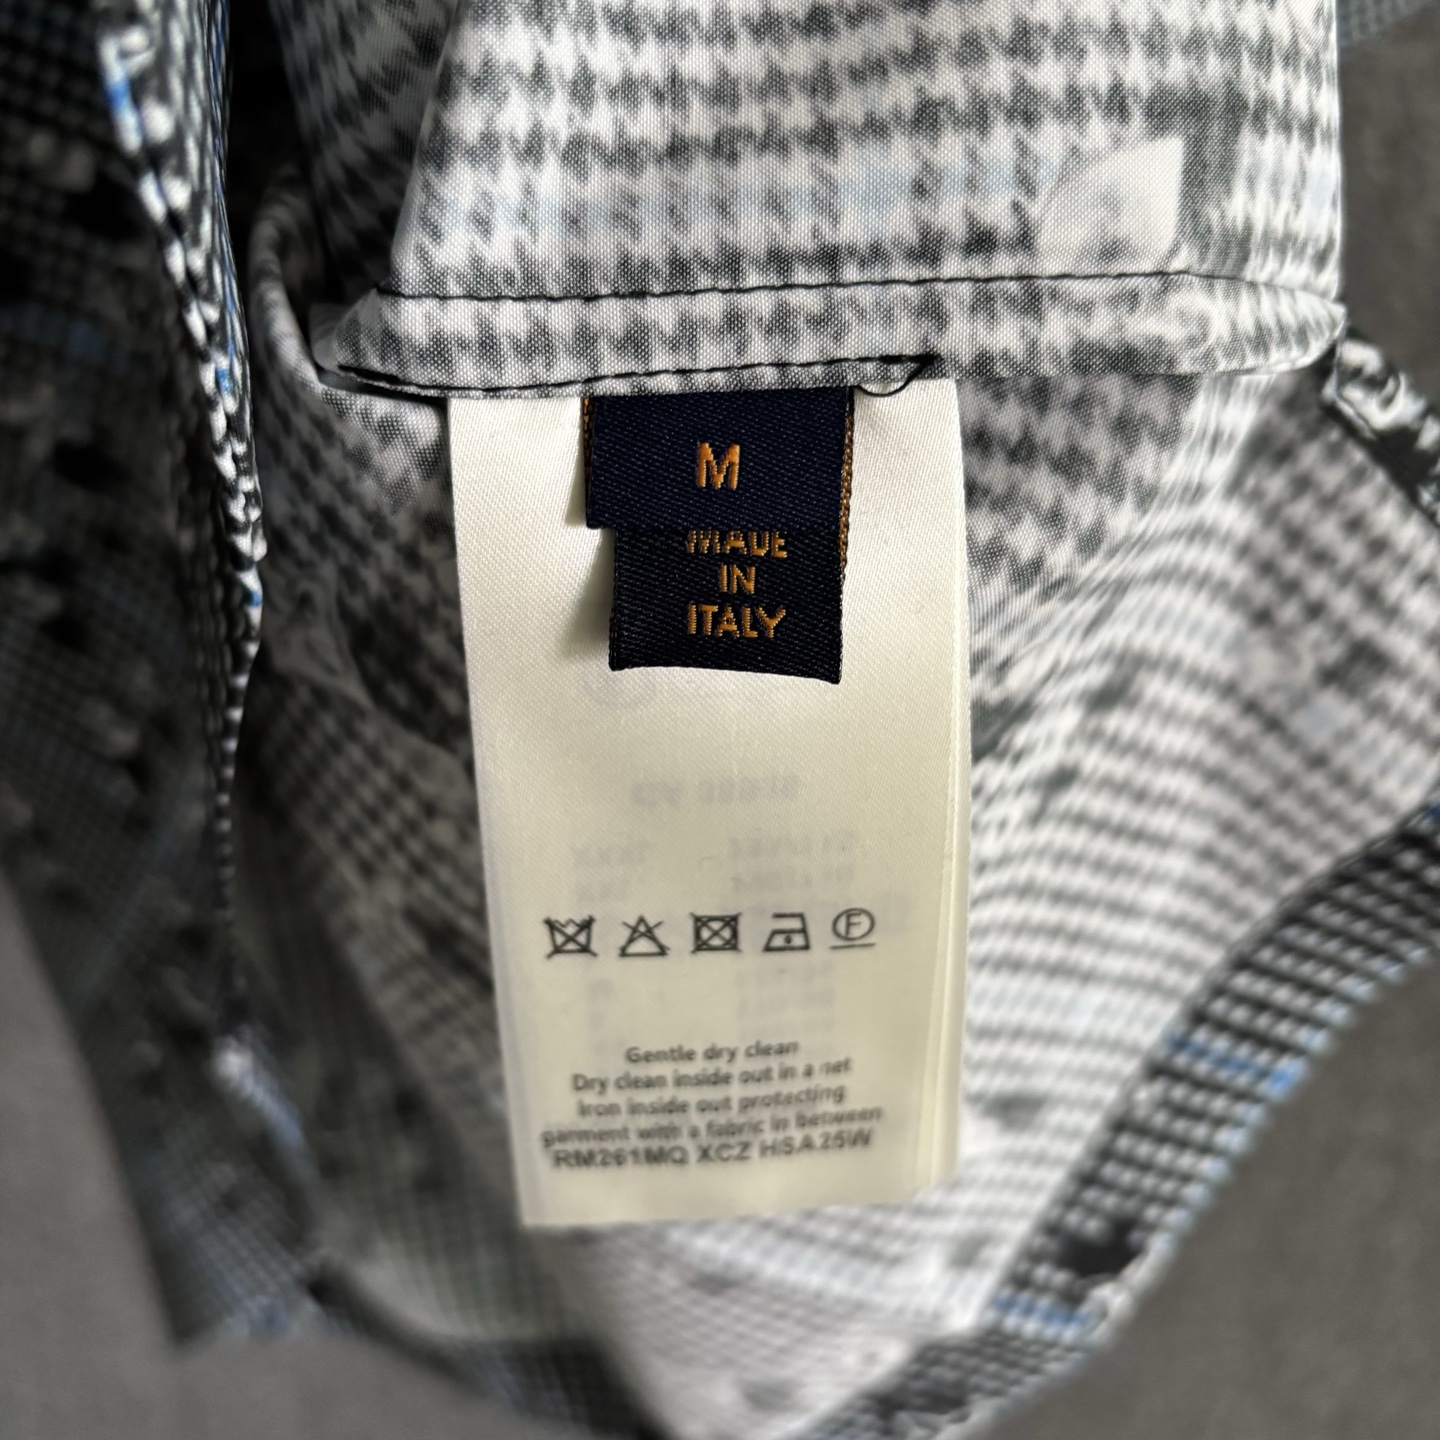 M
MADE
IN
ITALY
F
Gentle dry clean
Dry clean inside out in a net
Iron inside out protecting
garment with a fabric in between
RM261MQ XCZ HSA25W